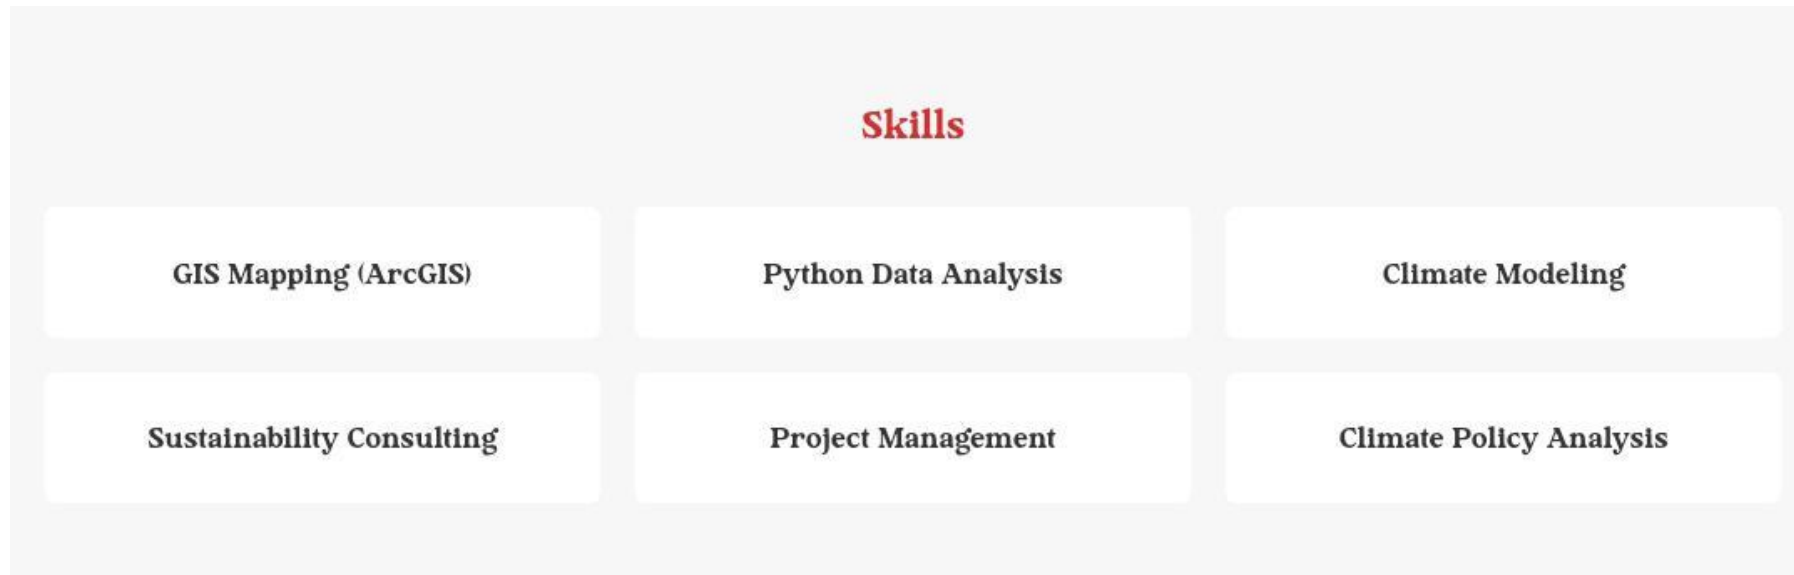 Skills
GIS Mapping (ArcGIS)
Python Data Analysis
Climate Modeling
Sustainability Consulting
Project Management
Climate Policy Analysis